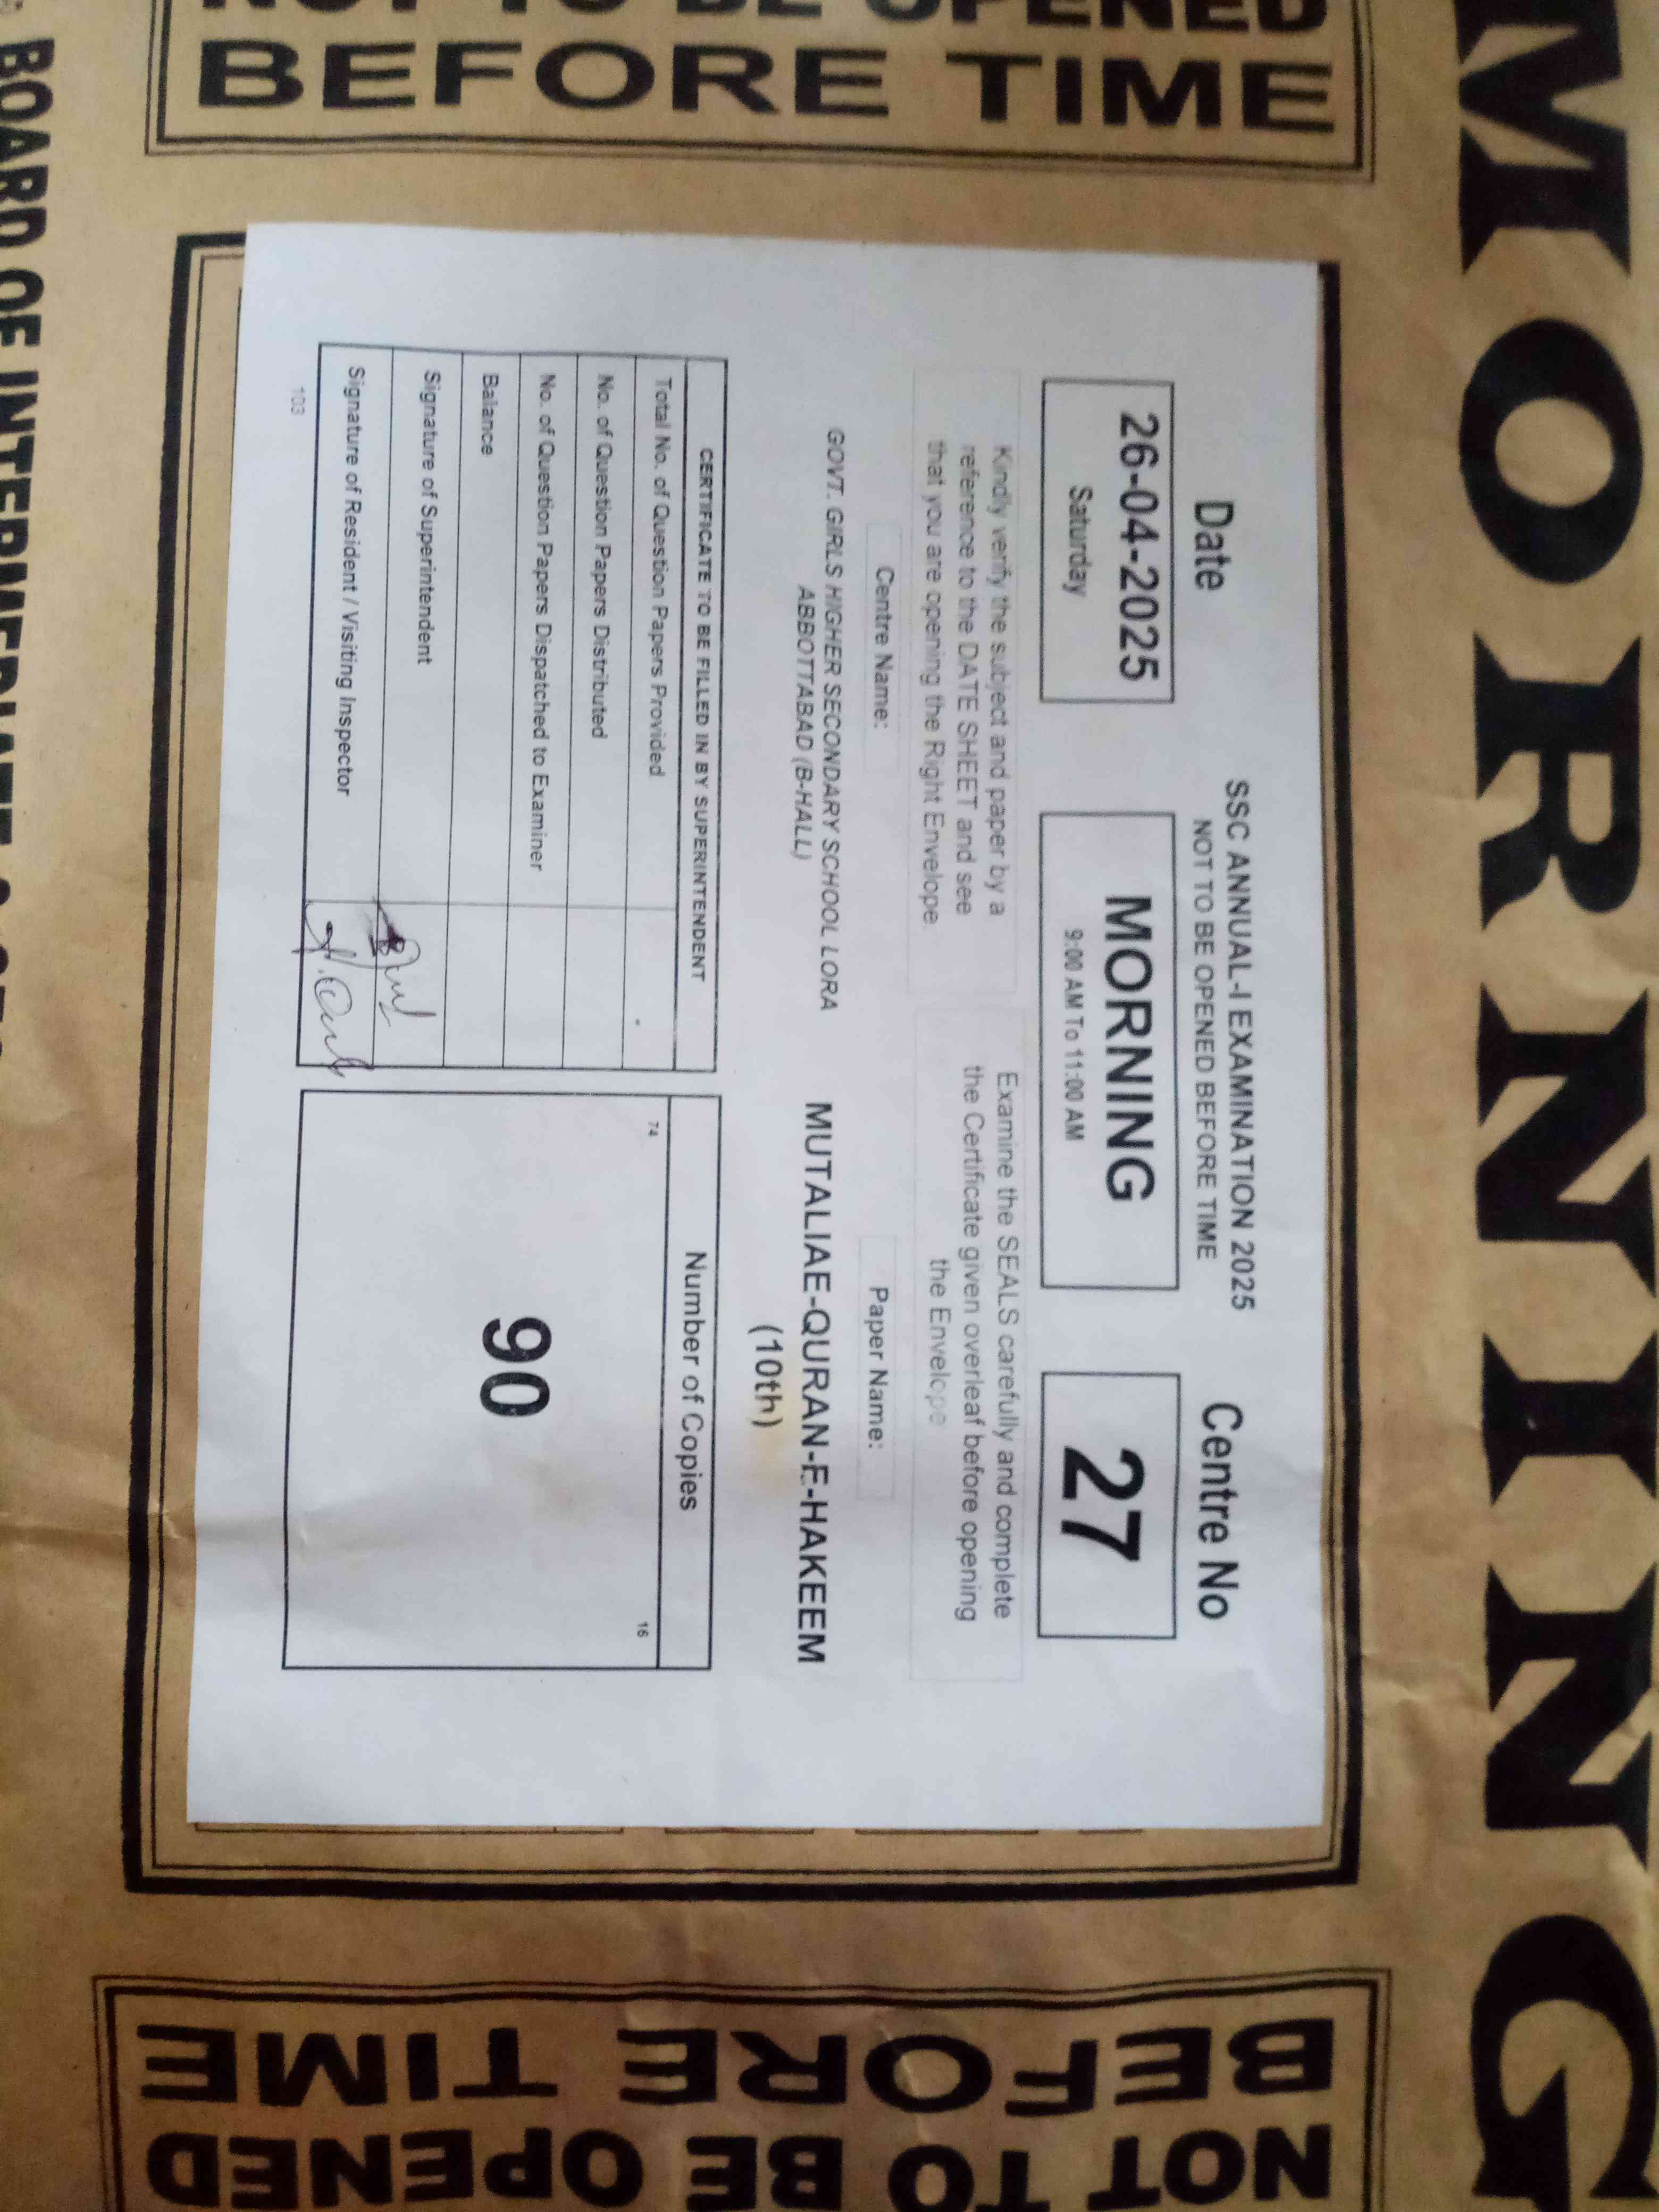 MORNING
NOT TO BE OPENED
BEFORE TIME
SSC ANNUAL-I EXAMINATION 2025
NOT TO BE OPENED BEFORE TIME
Date
26-04-2025
Saturday
MORNING
9:00 AM To 11:00 AM
Centre No
27
Kindly verify the subject and paper by a
reference to the DATE SHEET and see
that you are opening the Right Envelope.
Examine the SEALS carefully and complete
the Certificate given overleaf before opening
the Envelope
Centre Name:
GOVT. GIRLS HIGHER SECONDARY SCHOOL LORA
ABBOTTABAD (B-HALL)
Paper Name:
MUTALIAE-QURAN-E-HAKEEM
(10th)
CERTIFICATE TO BE FILLED IN BY SUPERINTENDENT
Total No. of Question Papers Provided
No. of Question Papers Distributed
No. of Question Papers Dispatched to Examiner
Balance
Signature of Superintendent
Signature of Resident / Visiting Inspector
103
Number of Copies
74
16
90
NOT TO BE OPENED
BEFORE TIME
BOARD OF INTERMEDIATE